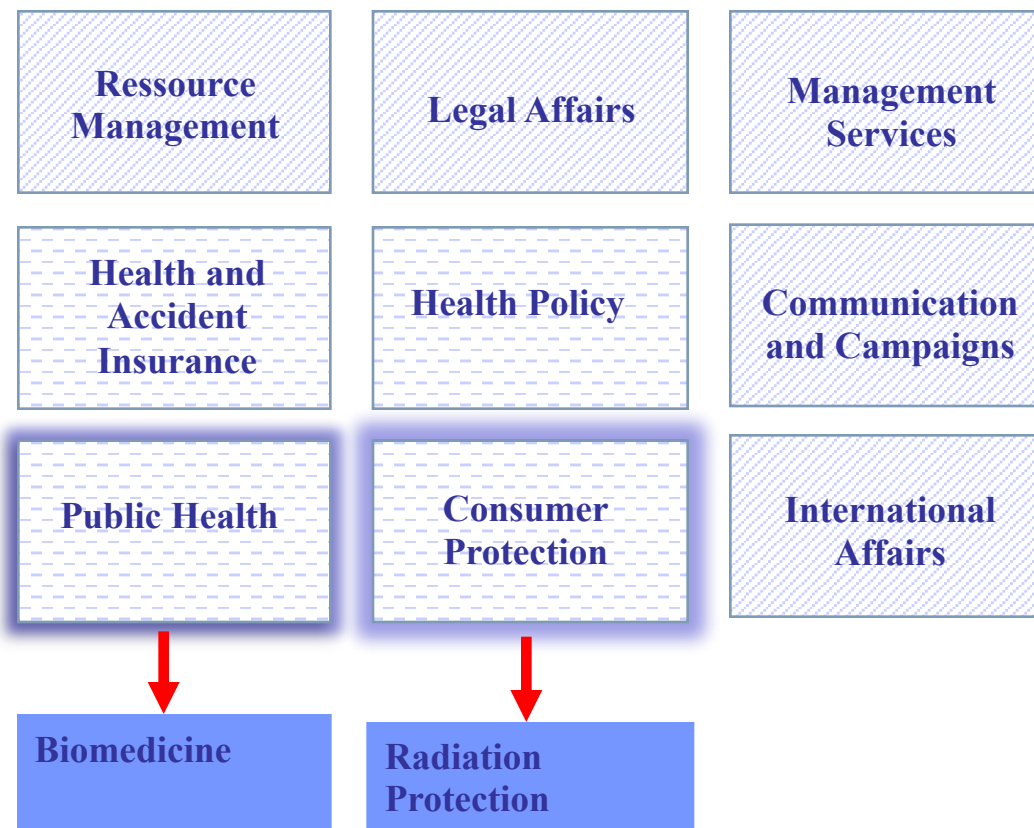 Ressource
Management
Legal Affairs
Management
Services
Health and
Accident
Insurance
Health Policy
Communication
and Campaigns
Public Health
Consumer
Protection
International
Affairs
Biomedicine
Radiation
Protection